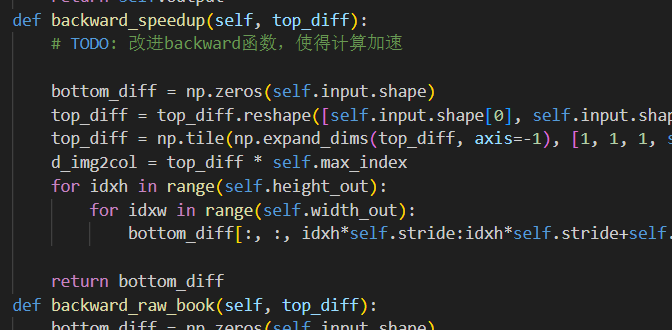 return self.output
def backward_speedup(self, top_diff):
# TODO: 改进backward函数，使得计算加速
bottom_diff = np.zeros(self.input.shape)
top_diff = top_diff.reshape([self.input.shape[0], self.input.shap
top_diff = np.tile(np.expand_dims(top_diff, axis=-1), [1, 1, 1, s
d_img2col = top_diff * self.max_index
for idxh in range(self.height_out):
for idxw in range(self.width_out):
bottom_diff[:, :, idxh*self.stride:idxh*self.stride+self.
return bottom_diff
def backward_raw_book(self, top_diff):
bottom_diff = np.zeros(self.input.shape)